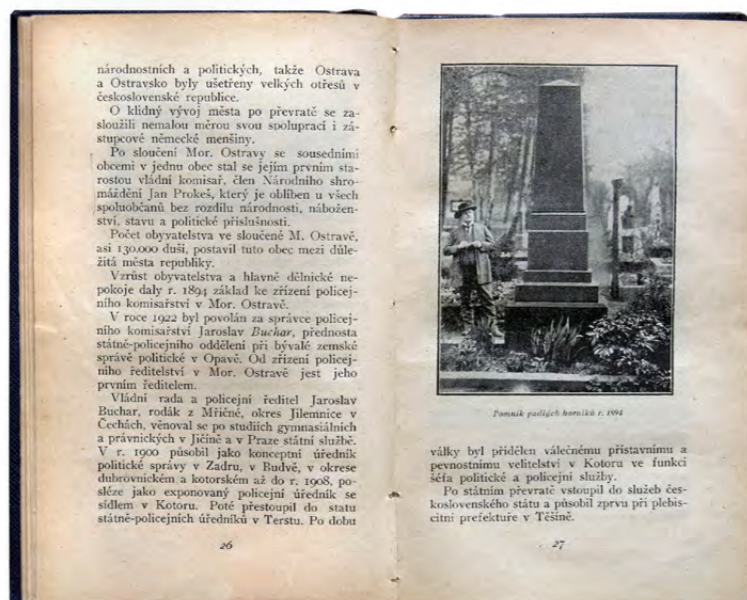 národnostních a politických, takže Ostrava
a Ostravsko byly ušetřeny velkých otřesů v
československé republice.
O klidný vývoj města po převratě se za-
sloužili nemalou měrou svou spoluprací i zá-
stupcové německé menšiny.
Po sloučení Mor. Ostravy se sousedními
obcemi v jednu obec stal se jejím prvním sta-
rostou vládní komisař, člen Národního shro-
máždění Jan Prokeš, který je oblíben u všech
spoluobčanů bez rozdílu národnosti, nábožen-
ství, stavu a politické příslušnosti.
Počet obyvatelstva ve sloučené M. Ostravě,
asi 130.000 duší, postavil tuto obec mezi důle-
žitá města republiky.
Vzrůst obyvatelstva a hlavně dělnické ne-
pokoje daly r. 1894 základ ke zřízení policej-
ního komisařství v Mor. Ostravě.
V roce 1922 byl povolán za správce policej-
ního komisařství Jaroslav Buchar, přednosta
státně-policejního oddělení při bývalé zemské
správě politické v Opavě. Od zřízení policej-
ního ředitelství v Mor. Ostravě jest jeho
prvním ředitelem.
Vládní rada a policejní ředitel Jaroslav
Buchar, rodák z Mřičné, okres Jilemnice v
Čechách, věnoval se po studiích gymnasiálních
a právnických v Jičíně a v Praze státní službě.
V r. 1900 působil jako konceptní úředník
politické správy v Zadru, v Budvě, v okrese
dubrovnickém a kotorském až do r. 1908, po-
sléze jako exponovaný policejní úředník se
sídlem v Kotoru. Poté přestoupil do statu
státně-policejních úředníků v Terstu. Po dobu
26
Pomník padlých horníků r. 1894
války byl přidělen válečnému přístavnímu a
pevnostnímu velitelství v Kotoru ve funkci
šéfa politické a policejní služby.
Po státním převratě vstoupil do služeb čes-
koslovenského státu a působil zprvu při plebis-
citní prefektuře v Těšíně.
27